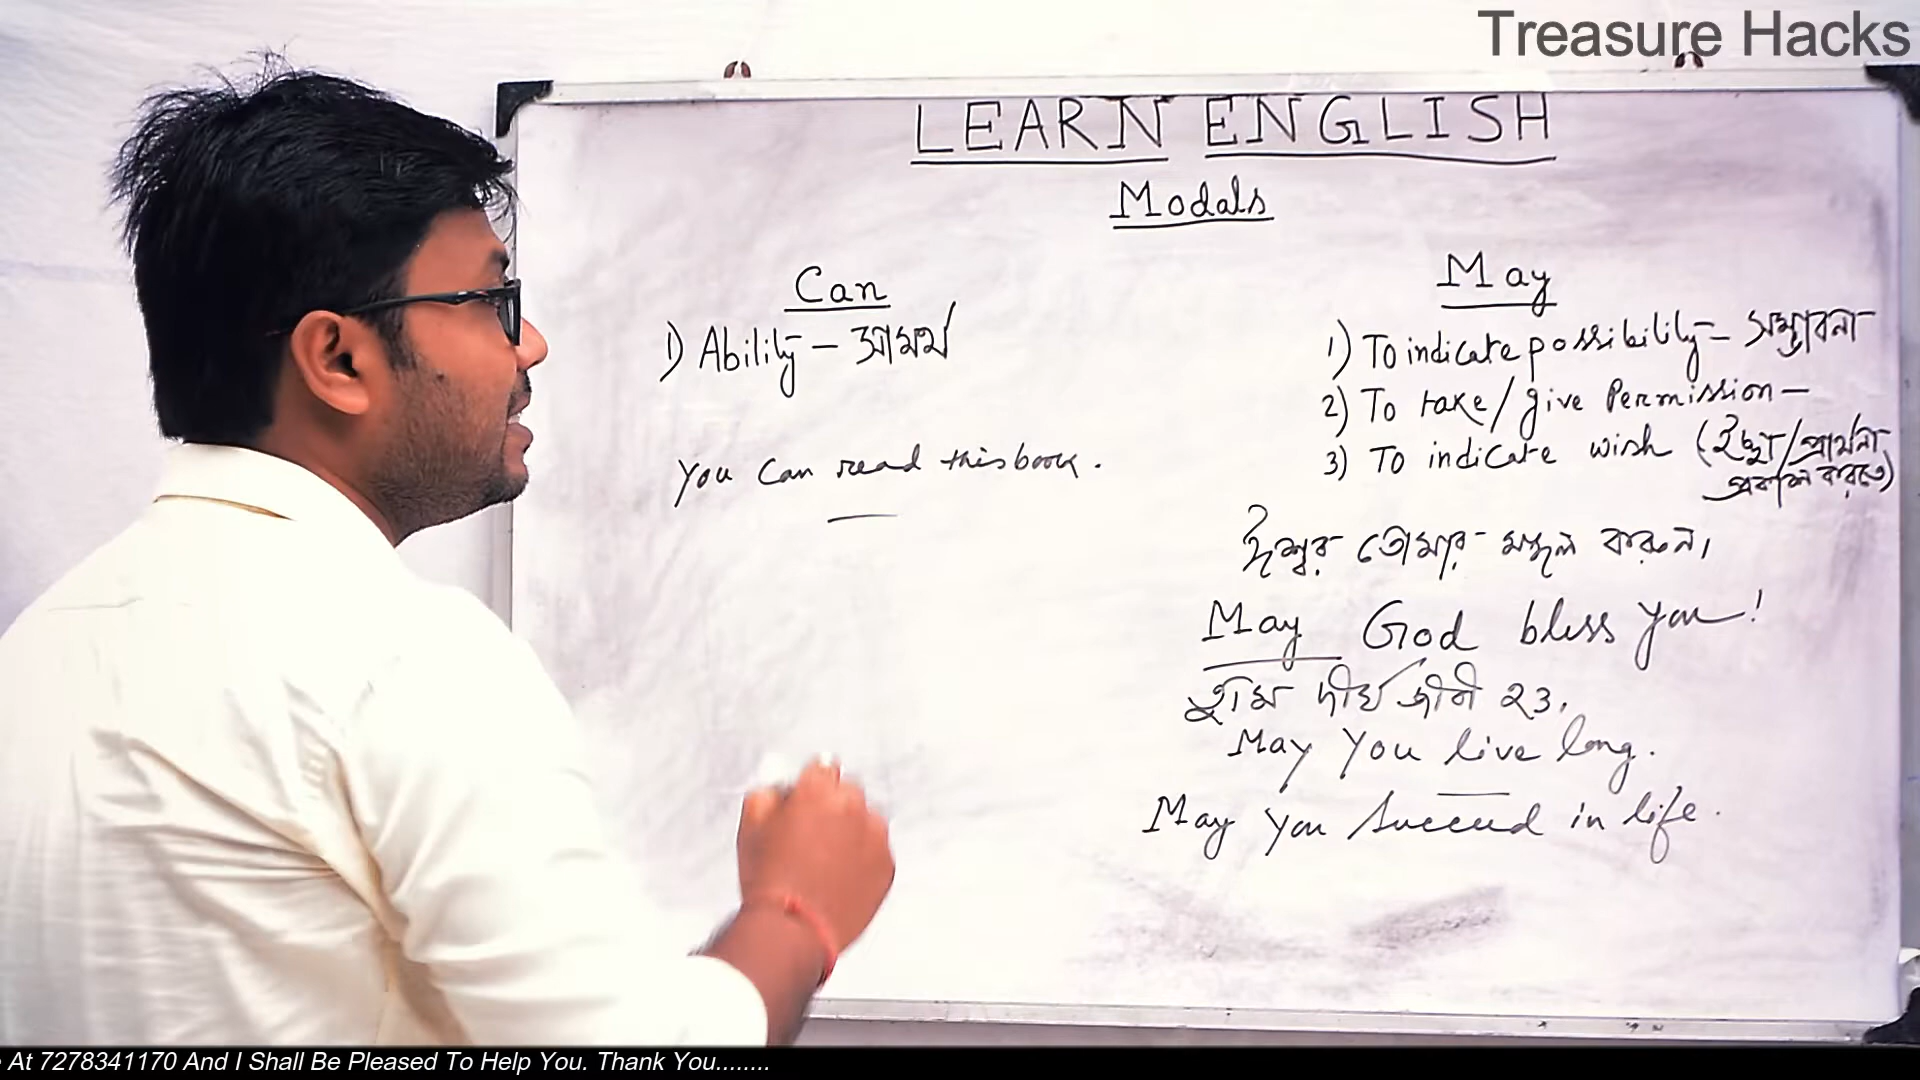 Treasure Hacks
LEARN ENGLISH
Modals
Can
1) Ability – সামর্থ
You can read this book.
May
1) To indicate possibility – সম্ভাবনা
2) To take/give Permission –
3) To indicate wish (ইচ্ছা/প্রার্থনা
প্রকাশ করতে)
ঈশ্বর তোমার মঙ্গল করুন।
May God bless you!
তুমি দীর্ঘজীবী হও।
May You live long.
May you succeed in life.
At 7278341170 And I Shall Be Pleased To Help You. Thank You........